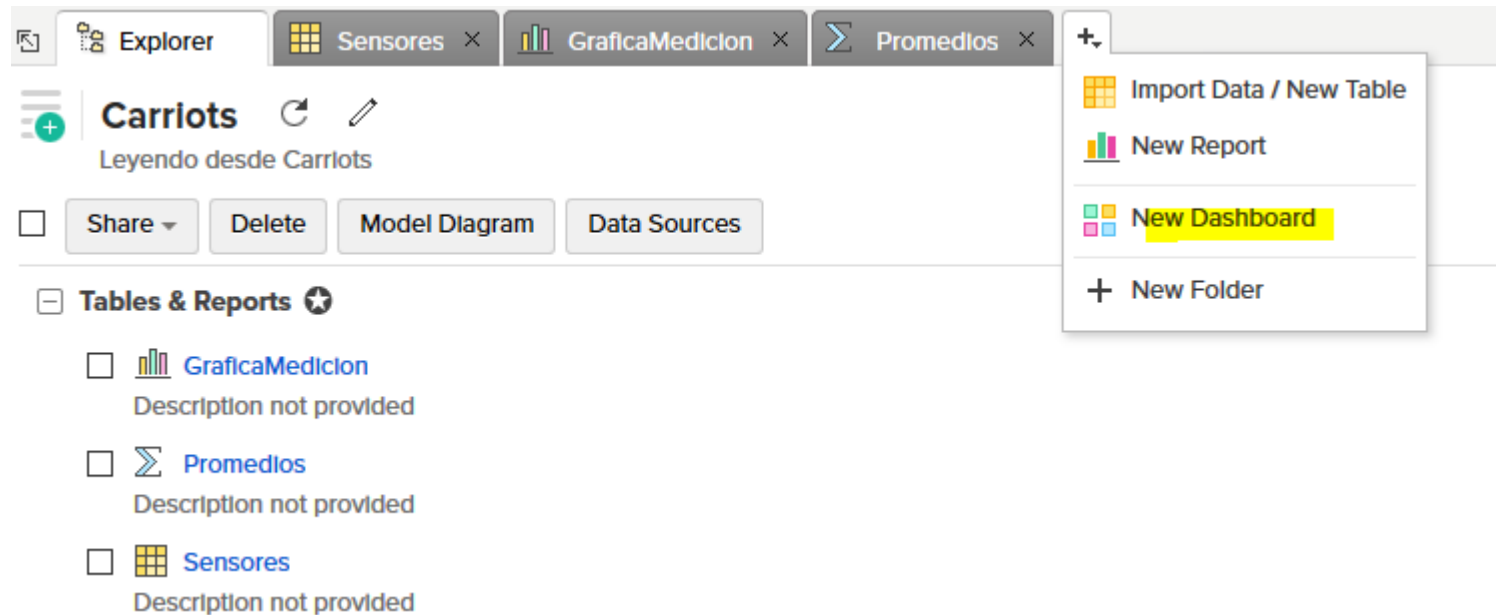 Explorer
Sensores ×
GraficaMedicion ×
Promedios ×
Carriots
Leyendo desde Carriots
Share
Delete
Model Diagram
Data Sources
Import Data / New Table
New Report
New Dashboard
New Folder
Tables & Reports
GraficaMedicion
Description not provided
Promedios
Description not provided
Sensores
Description not provided